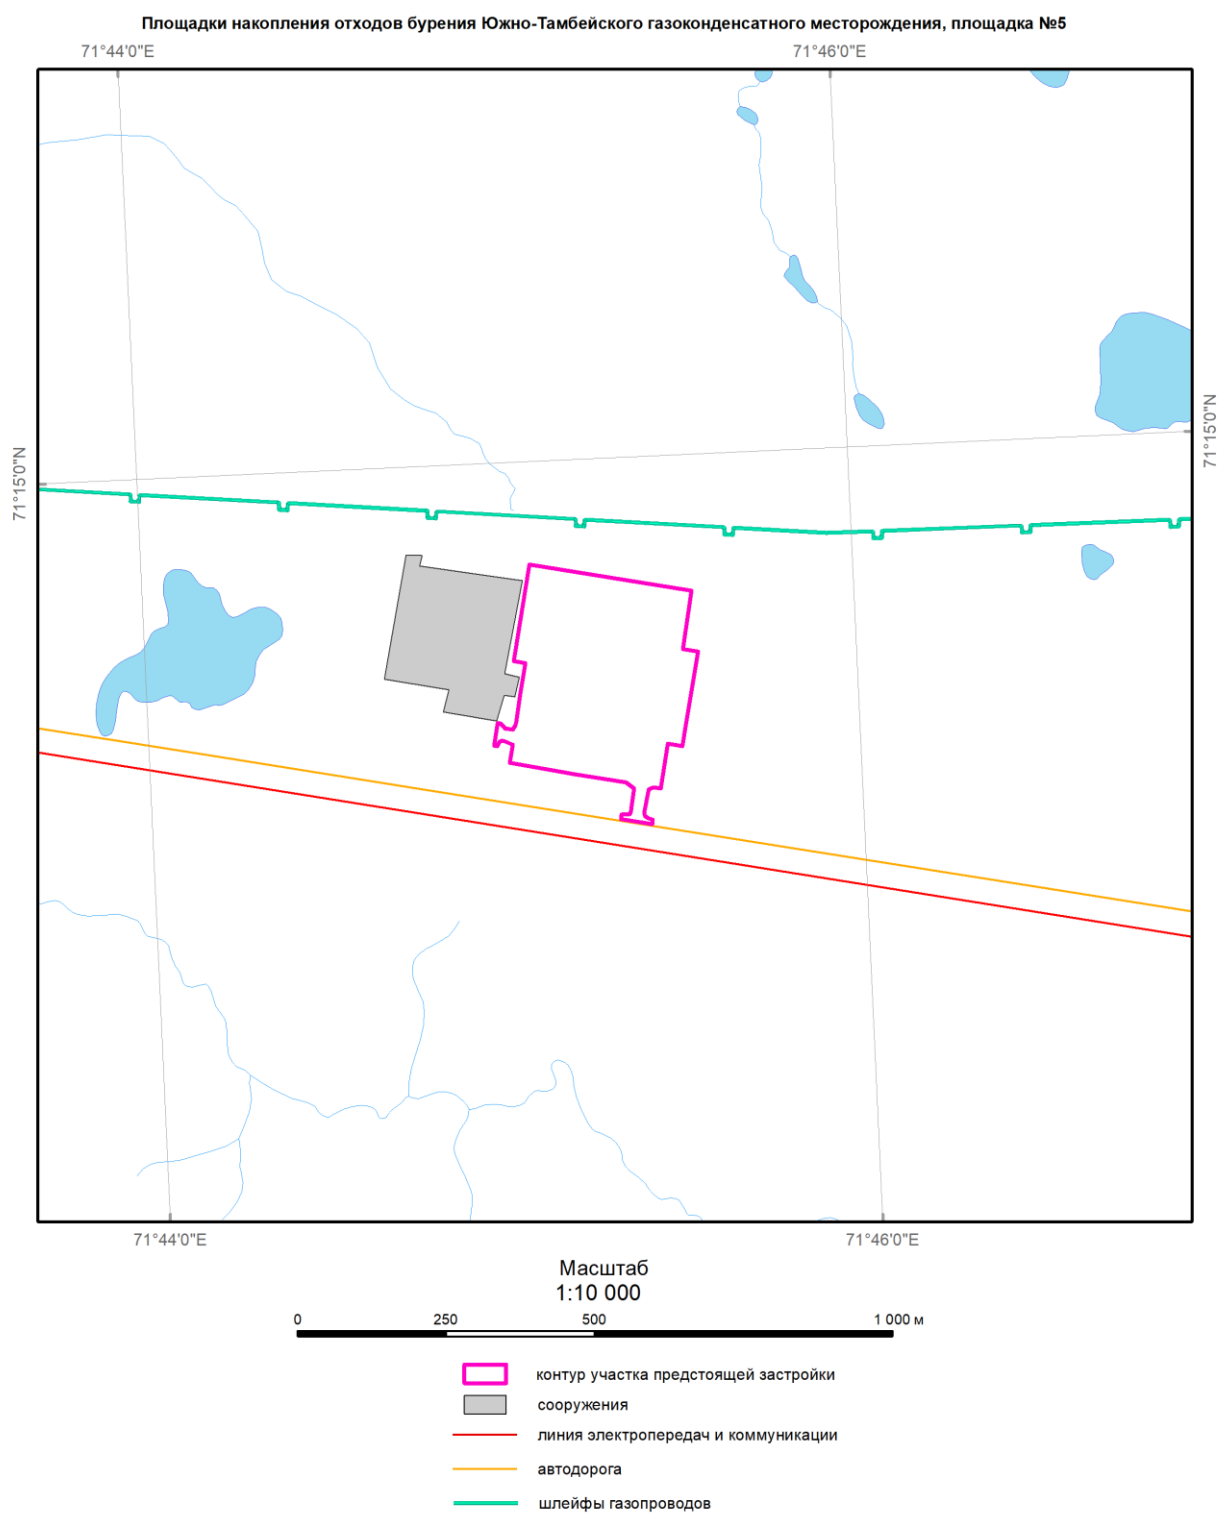 Площадки накопления отходов бурения Южно-Тамбейского газоконденсатного месторождения, площадка №5
71°44'0"E
71°46'0"E
71°15'0"N
71°15'0"N
71°44'0"E
71°46'0"E
Масштаб
1:10 000
0 250 500 1 000 м
контур участка предстоящей застройки
сооружения
линия электропередач и коммуникации
автодорога
шлейфы газопроводов